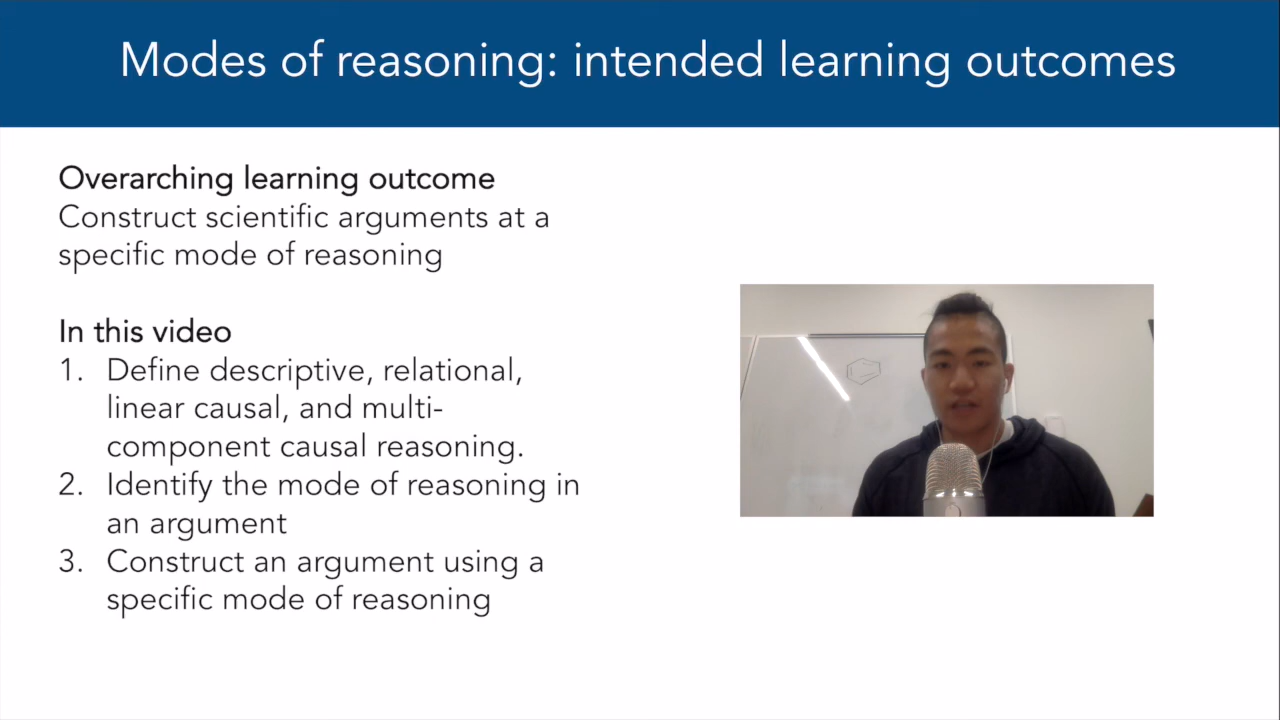 Modes of reasoning: intended learning outcomes
Overarching learning outcome
Construct scientific arguments at a
specific mode of reasoning
In this video
1. Define descriptive, relational,
linear causal, and multi-
component causal reasoning.
2. Identify the mode of reasoning in
an argument
3. Construct an argument using a
specific mode of reasoning